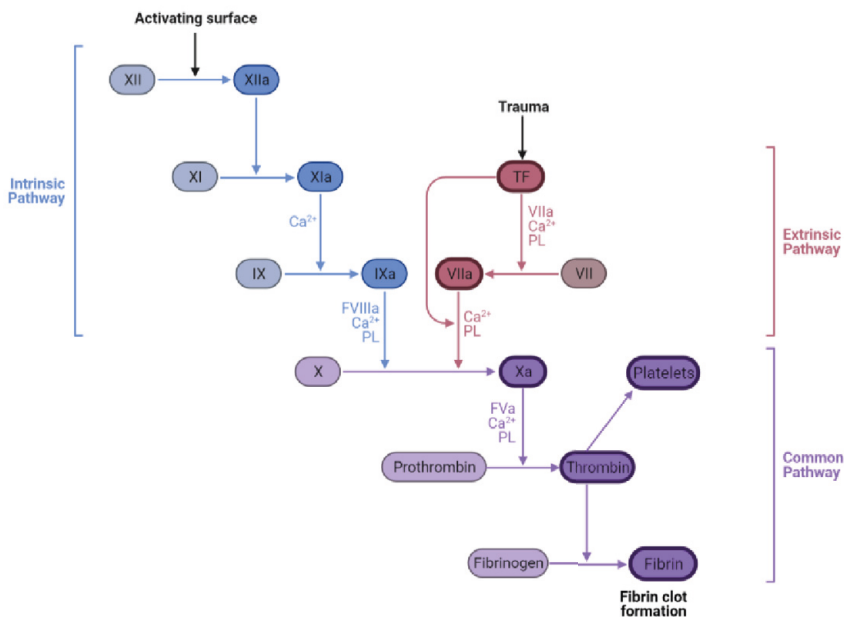 Activating surface
XII
XIIa
Trauma
Intrinsic
Pathway
XI
XIa
TF
Ca²⁺
VIIa
Ca²⁺
PL
Extrinsic
Pathway
IX
IXa
VIIa
VII
FVIIIa
Ca²⁺
PL
Ca²⁺
PL
X
Xa
Platelets
FVa
Ca²⁺
PL
Common
Pathway
Prothrombin
Thrombin
Fibrinogen
Fibrin
Fibrin clot
formation